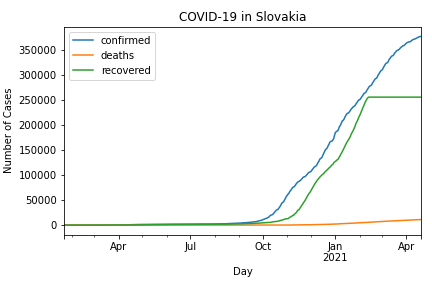 COVID-19 in Slovakia
confirmed
deaths
recovered
Number of Cases
350000
300000
250000
200000
150000
100000
50000
0
Apr
Jul
Oct
Jan
2021
Apr
Day